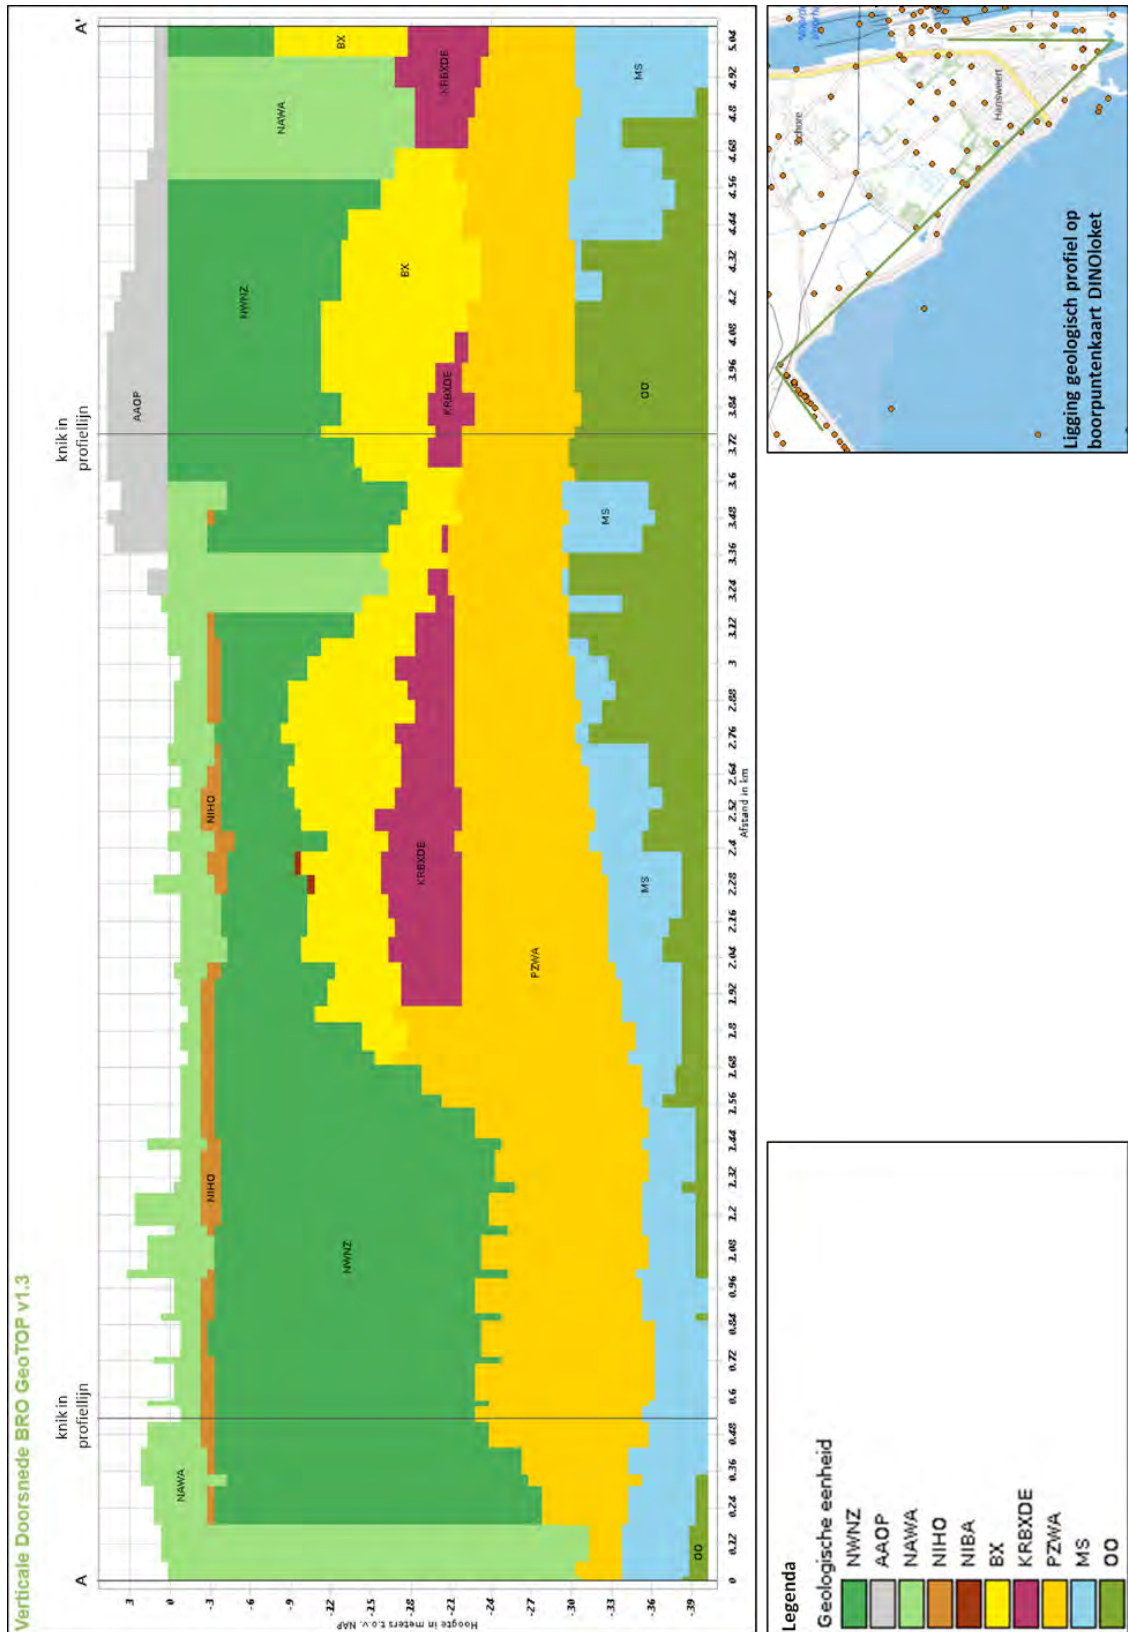 Verticale Doorsnede BRO GeoTOP v1.3
A
knik in
profiellijn
knik in
profiellijn
A'
Hoogte in meters t.o.v. NAP
3
0
-3
-6
-9
-12
-15
-18
-21
-24
-27
-30
-33
-36
-39
NAWA
NIHO
NWNZ
NIHO
KRBXDE
PZWA
MS
OO
MS
AAOP
NWNZ
BX
KRBXDE
OO
NAWA
BX
KRBXDE
MS
0
0.12
0.24
0.36
0.48
0.6
0.72
0.84
0.96
1.08
1.2
1.32
1.44
1.56
1.68
1.8
1.92
2.04
2.16
2.28
2.4
2.52
2.64
2.76
2.88
3
3.12
3.24
3.36
3.48
3.6
3.72
3.84
3.96
4.08
4.2
4.32
4.44
4.56
4.68
4.8
4.92
5.04
Afstand in km
Legenda
Geologische eenheid
NWNZ
AAOP
NAWA
NIHO
NIBA
BX
KRBXDE
PZWA
MS
OO
Schore
Hansweert
Ligging geologisch profiel op
boorpuntenkaart DINOloket